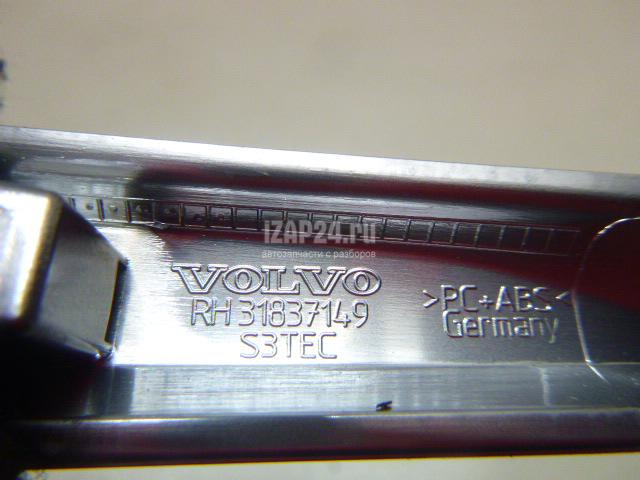 IZAP24.ru
автозапчасти с разборов
VOLVO
RH 31837149
S3TEC
>PC+ABS<
Germany